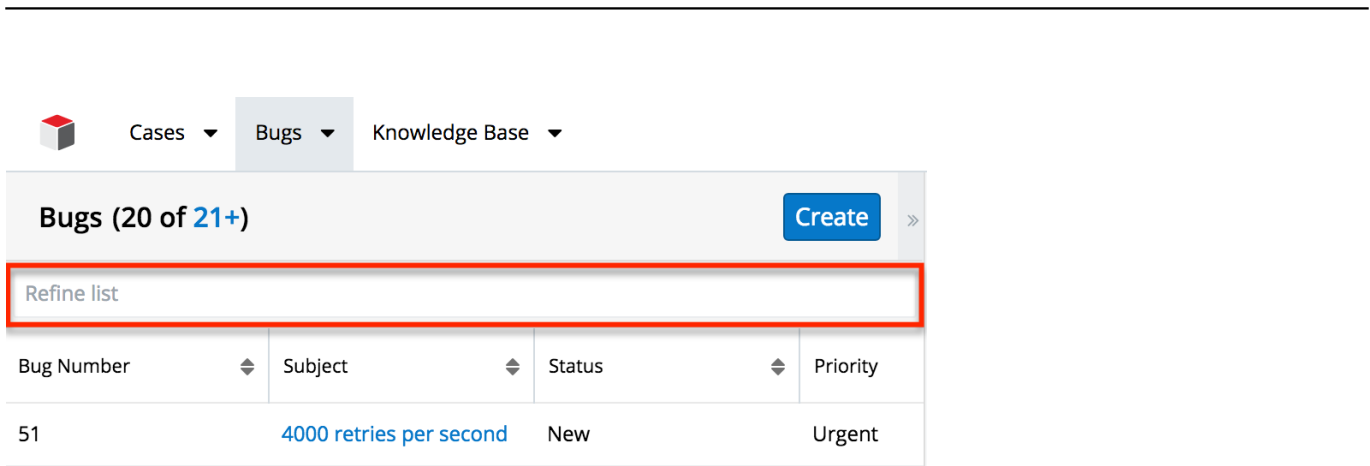 Cases Bugs Knowledge Base
Bugs (20 of 21+) Create »
Refine list
Bug Number Subject Status Priority
51 4000 retries per second New Urgent